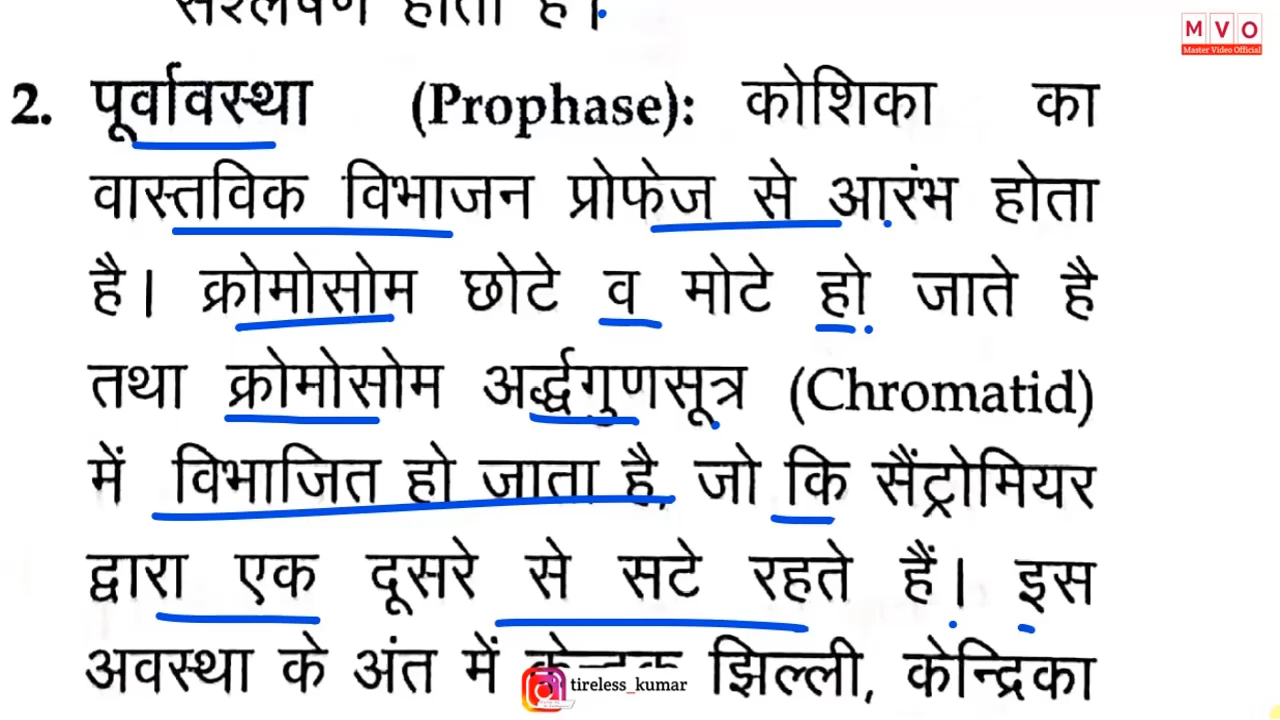 संश्लेषण होता है।
M V O
Master Video Official
2. पूर्वावस्था (Prophase): कोशिका का
वास्तविक विभाजन प्रोफेज से आरंभ होता
है। क्रोमोसोम छोटे व मोटे हो जाते है
तथा क्रोमोसोम अर्द्धगुणसूत्र (Chromatid)
में विभाजित हो जाता है, जो कि सैंट्रोमियर
द्वारा एक दूसरे से सटे रहते हैं। इस
अवस्था के अंत में झिल्ली, केन्द्रिका
tireless_kumar